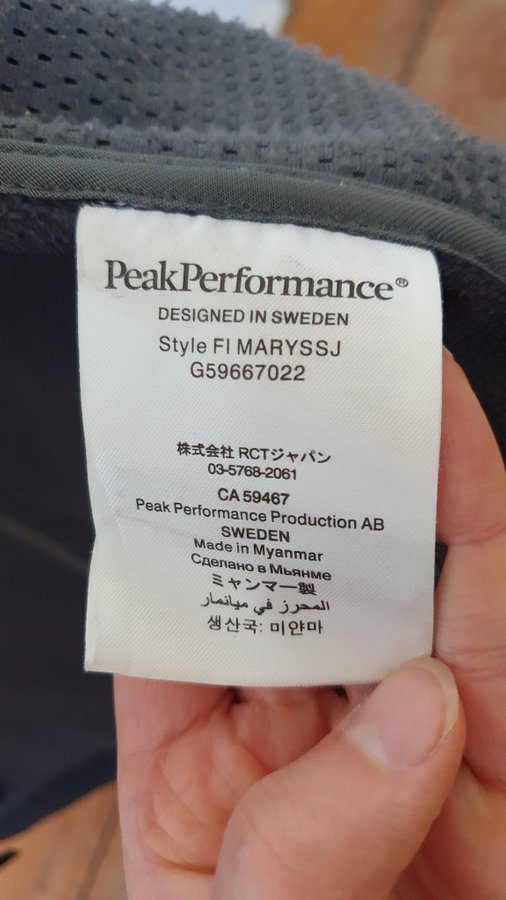 PeakPerformance®
DESIGNED IN SWEDEN
Style FI MARYSSJ
G59667022
株式会社 RCTジャパン
03-5768-2061
CA 59467
Peak Performance Production AB
SWEDEN
Made in Myanmar
Сделано в Мьянме
ミャンマー製
المحرز في ميانمار
생산국: 미얀마